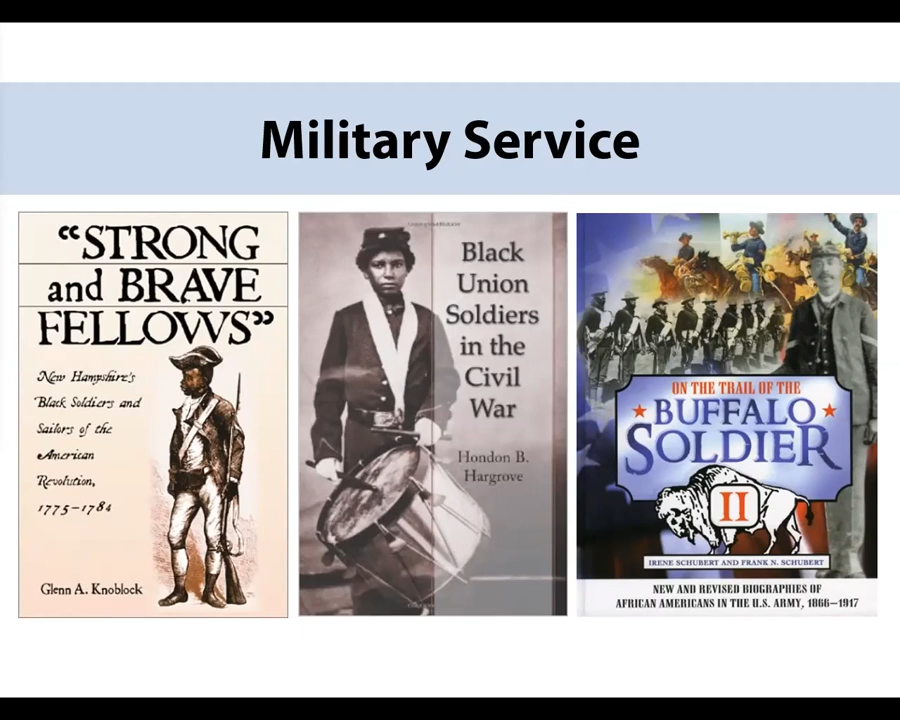 Military Service
“STRONG
and BRAVE
FELLOWS”
New Hampshire's
Black Soldiers and
Sailors of the
American
Revolution,
1775–1784
Glenn A. Knoblock
Black
Union
Soldiers
in the
Civil
War
Hondon B.
Hargrove
ON THE TRAIL OF THE
BUFFALO
SOLDIER
II
IRENE SCHUBERT AND FRANK N. SCHUBERT
NEW AND REVISED BIOGRAPHIES OF
AFRICAN AMERICANS IN THE U.S. ARMY, 1866–1917